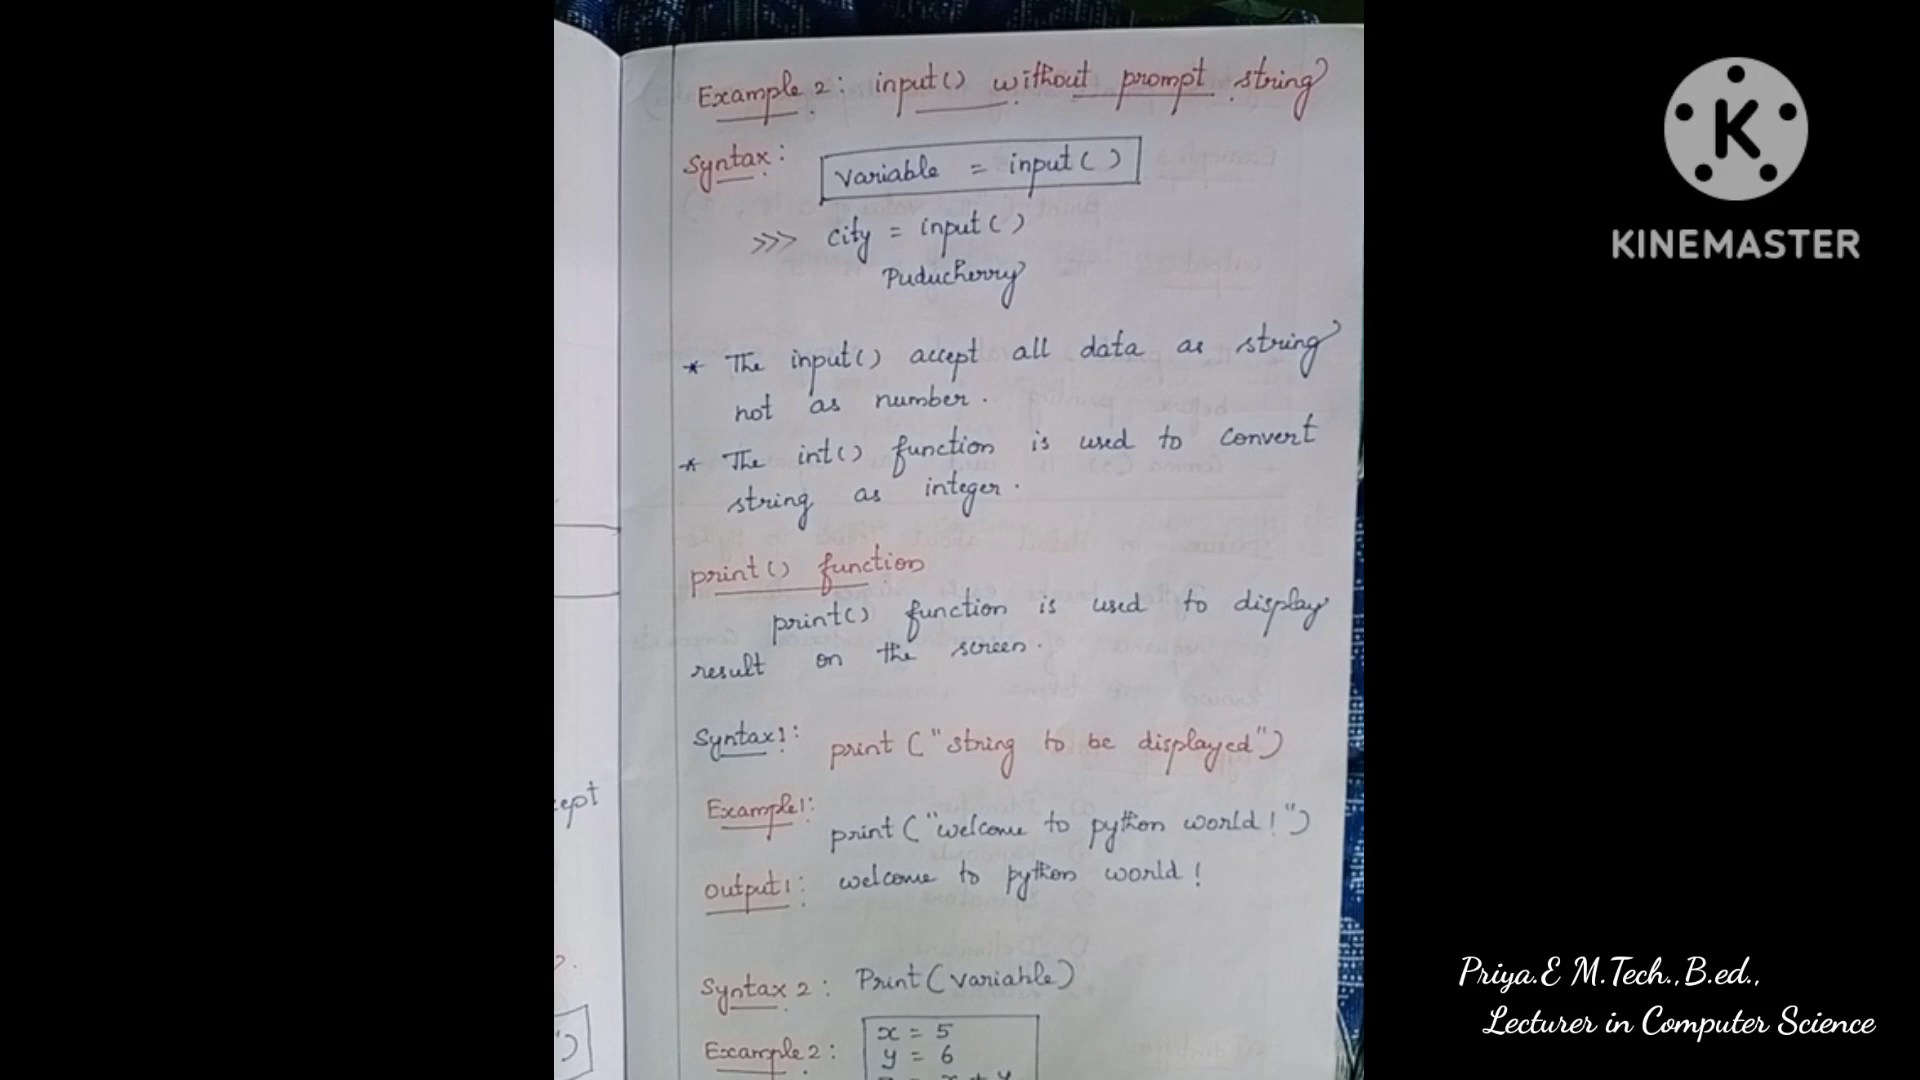 Example 2: input() without prompt string
Syntax:
variable = input()
>>> city = input()
Puducherry
* The input() accept all data as string
not as number.
* The int() function is used to convert
string as integer.
print() function
print() function is used to display
result on the screen.
Syntax1: print ("string to be displayed")
Example1:
print ("welcome to python world!")
output1: welcome to python world!
Syntax 2: Print(variable)
Example2:
x = 5
y = 6
K
KINEMASTER
Priya.E M.Tech.,B.ed.,
Lecturer in Computer Science